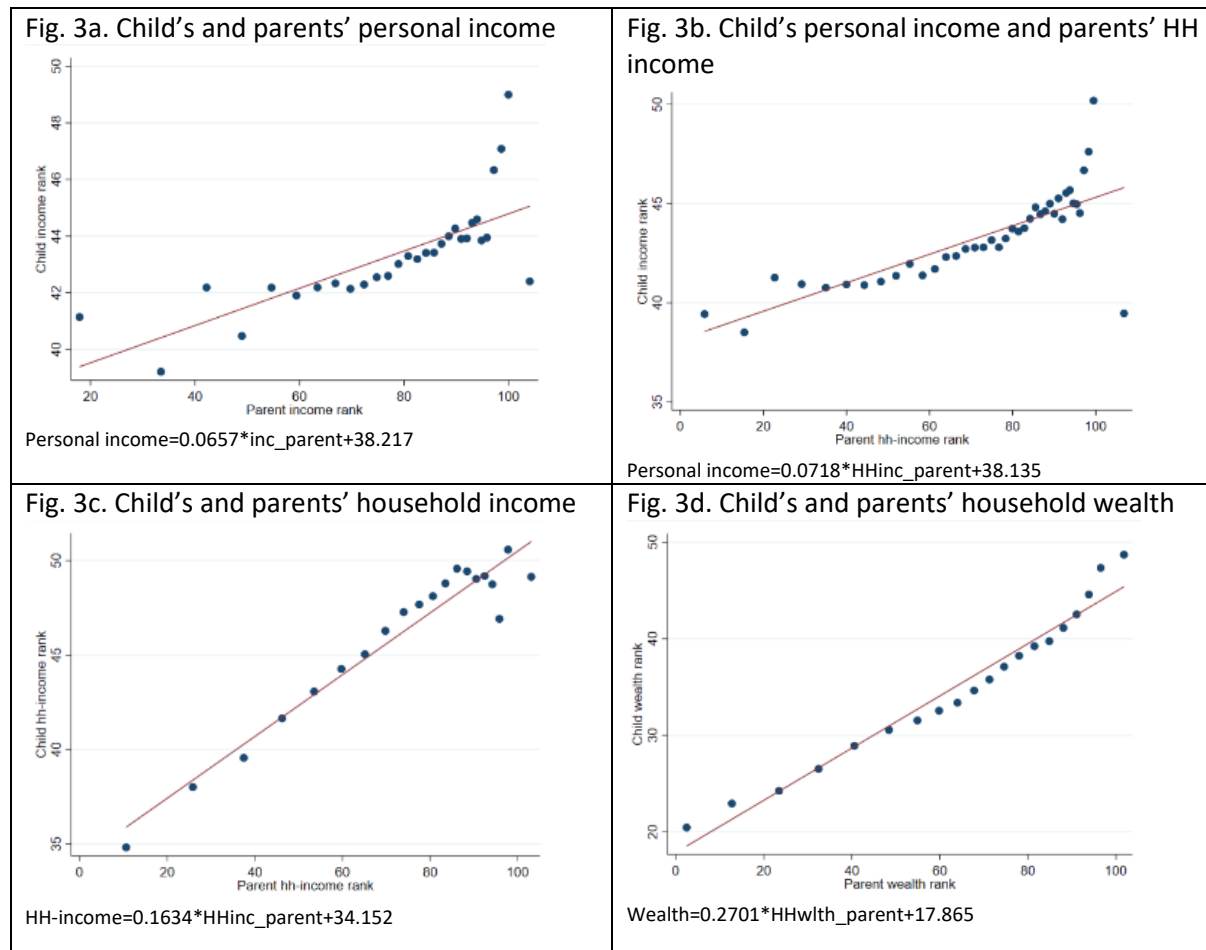 Fig. 3a. Child's and parents' personal income
50
48
46
44
42
40
Child income rank
20 40 60 80 100
Parent income rank
Personal income=0.0657*inc_parent+38.217
Fig. 3b. Child's personal income and parents' HH
income
50
45
40
35
Child income rank
0 20 40 60 80 100
Parent hh-income rank
Personal income=0.0718*HHinc_parent+38.135
Fig. 3c. Child's and parents' household income
50
45
40
35
Child hh-income rank
0 20 40 60 80 100
Parent hh-income rank
HH-income=0.1634*HHinc_parent+34.152
Fig. 3d. Child's and parents' household wealth
50
40
30
20
Child wealth rank
0 20 40 60 80 100
Parent wealth rank
Wealth=0.2701*HHwlth_parent+17.865